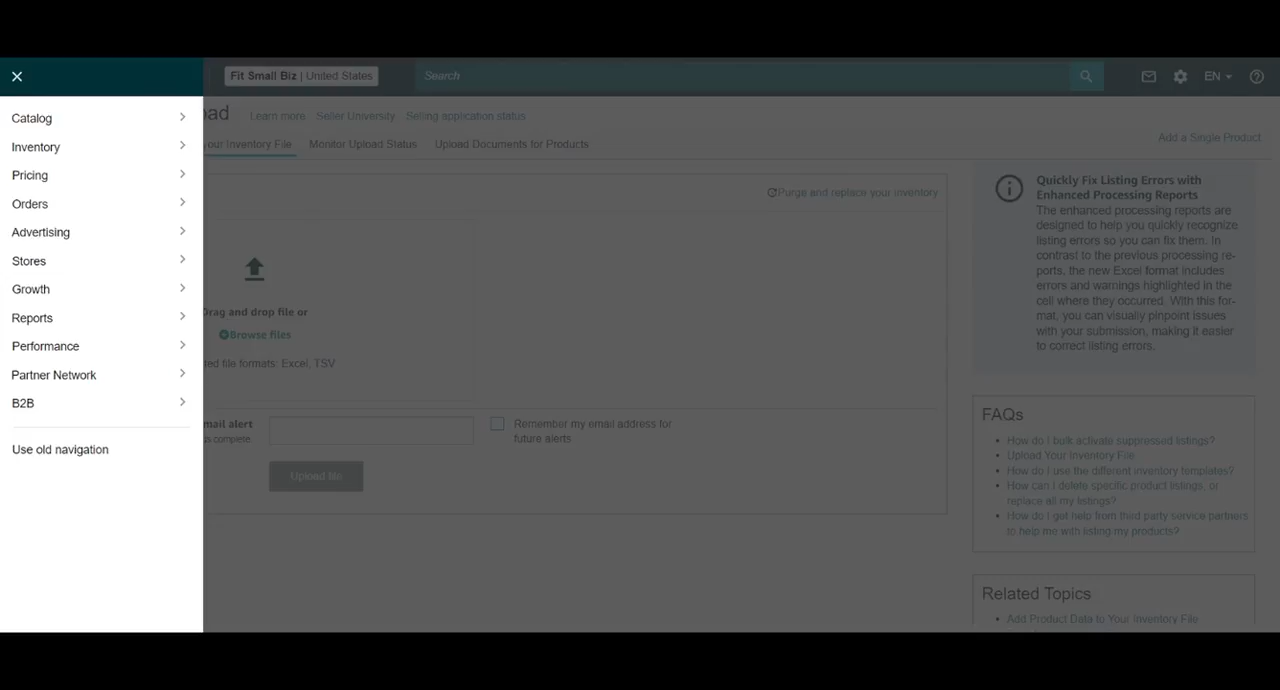 Fit Small Biz | United States
Search
EN
Catalog
Inventory
Pricing
Orders
Advertising
Stores
Growth
Reports
Performance
Partner Network
B2B
Use old navigation
Learn more Seller University Selling application status
Your Inventory File Monitor Upload Status Upload Documents for Products
Add a Single Product
Purge and replace your inventory
Drag and drop file or
Browse files
file formats: Excel, TSV
alert
complete.
Remember my email address for
future alerts
Upload file
Quickly Fix Listing Errors with
Enhanced Processing Reports
The enhanced processing reports are
designed to help you quickly recognize
listing errors so you can fix them. In
contrast to the previous processing re-
ports, the new Excel format includes
errors and warnings highlighted in the
cell where they occurred. With this for-
mat, you can visually pinpoint issues
with your submission, making it easier
to correct listing errors.
FAQs
• How do I bulk activate suppressed listings?
• Upload Your Inventory File
• How do I use the different inventory templates?
• How can I delete specific product listings, or
replace all my listings?
• How do I get help from third party service partners
to help me with listing my products?
Related Topics
• Add Product Data to Your Inventory File